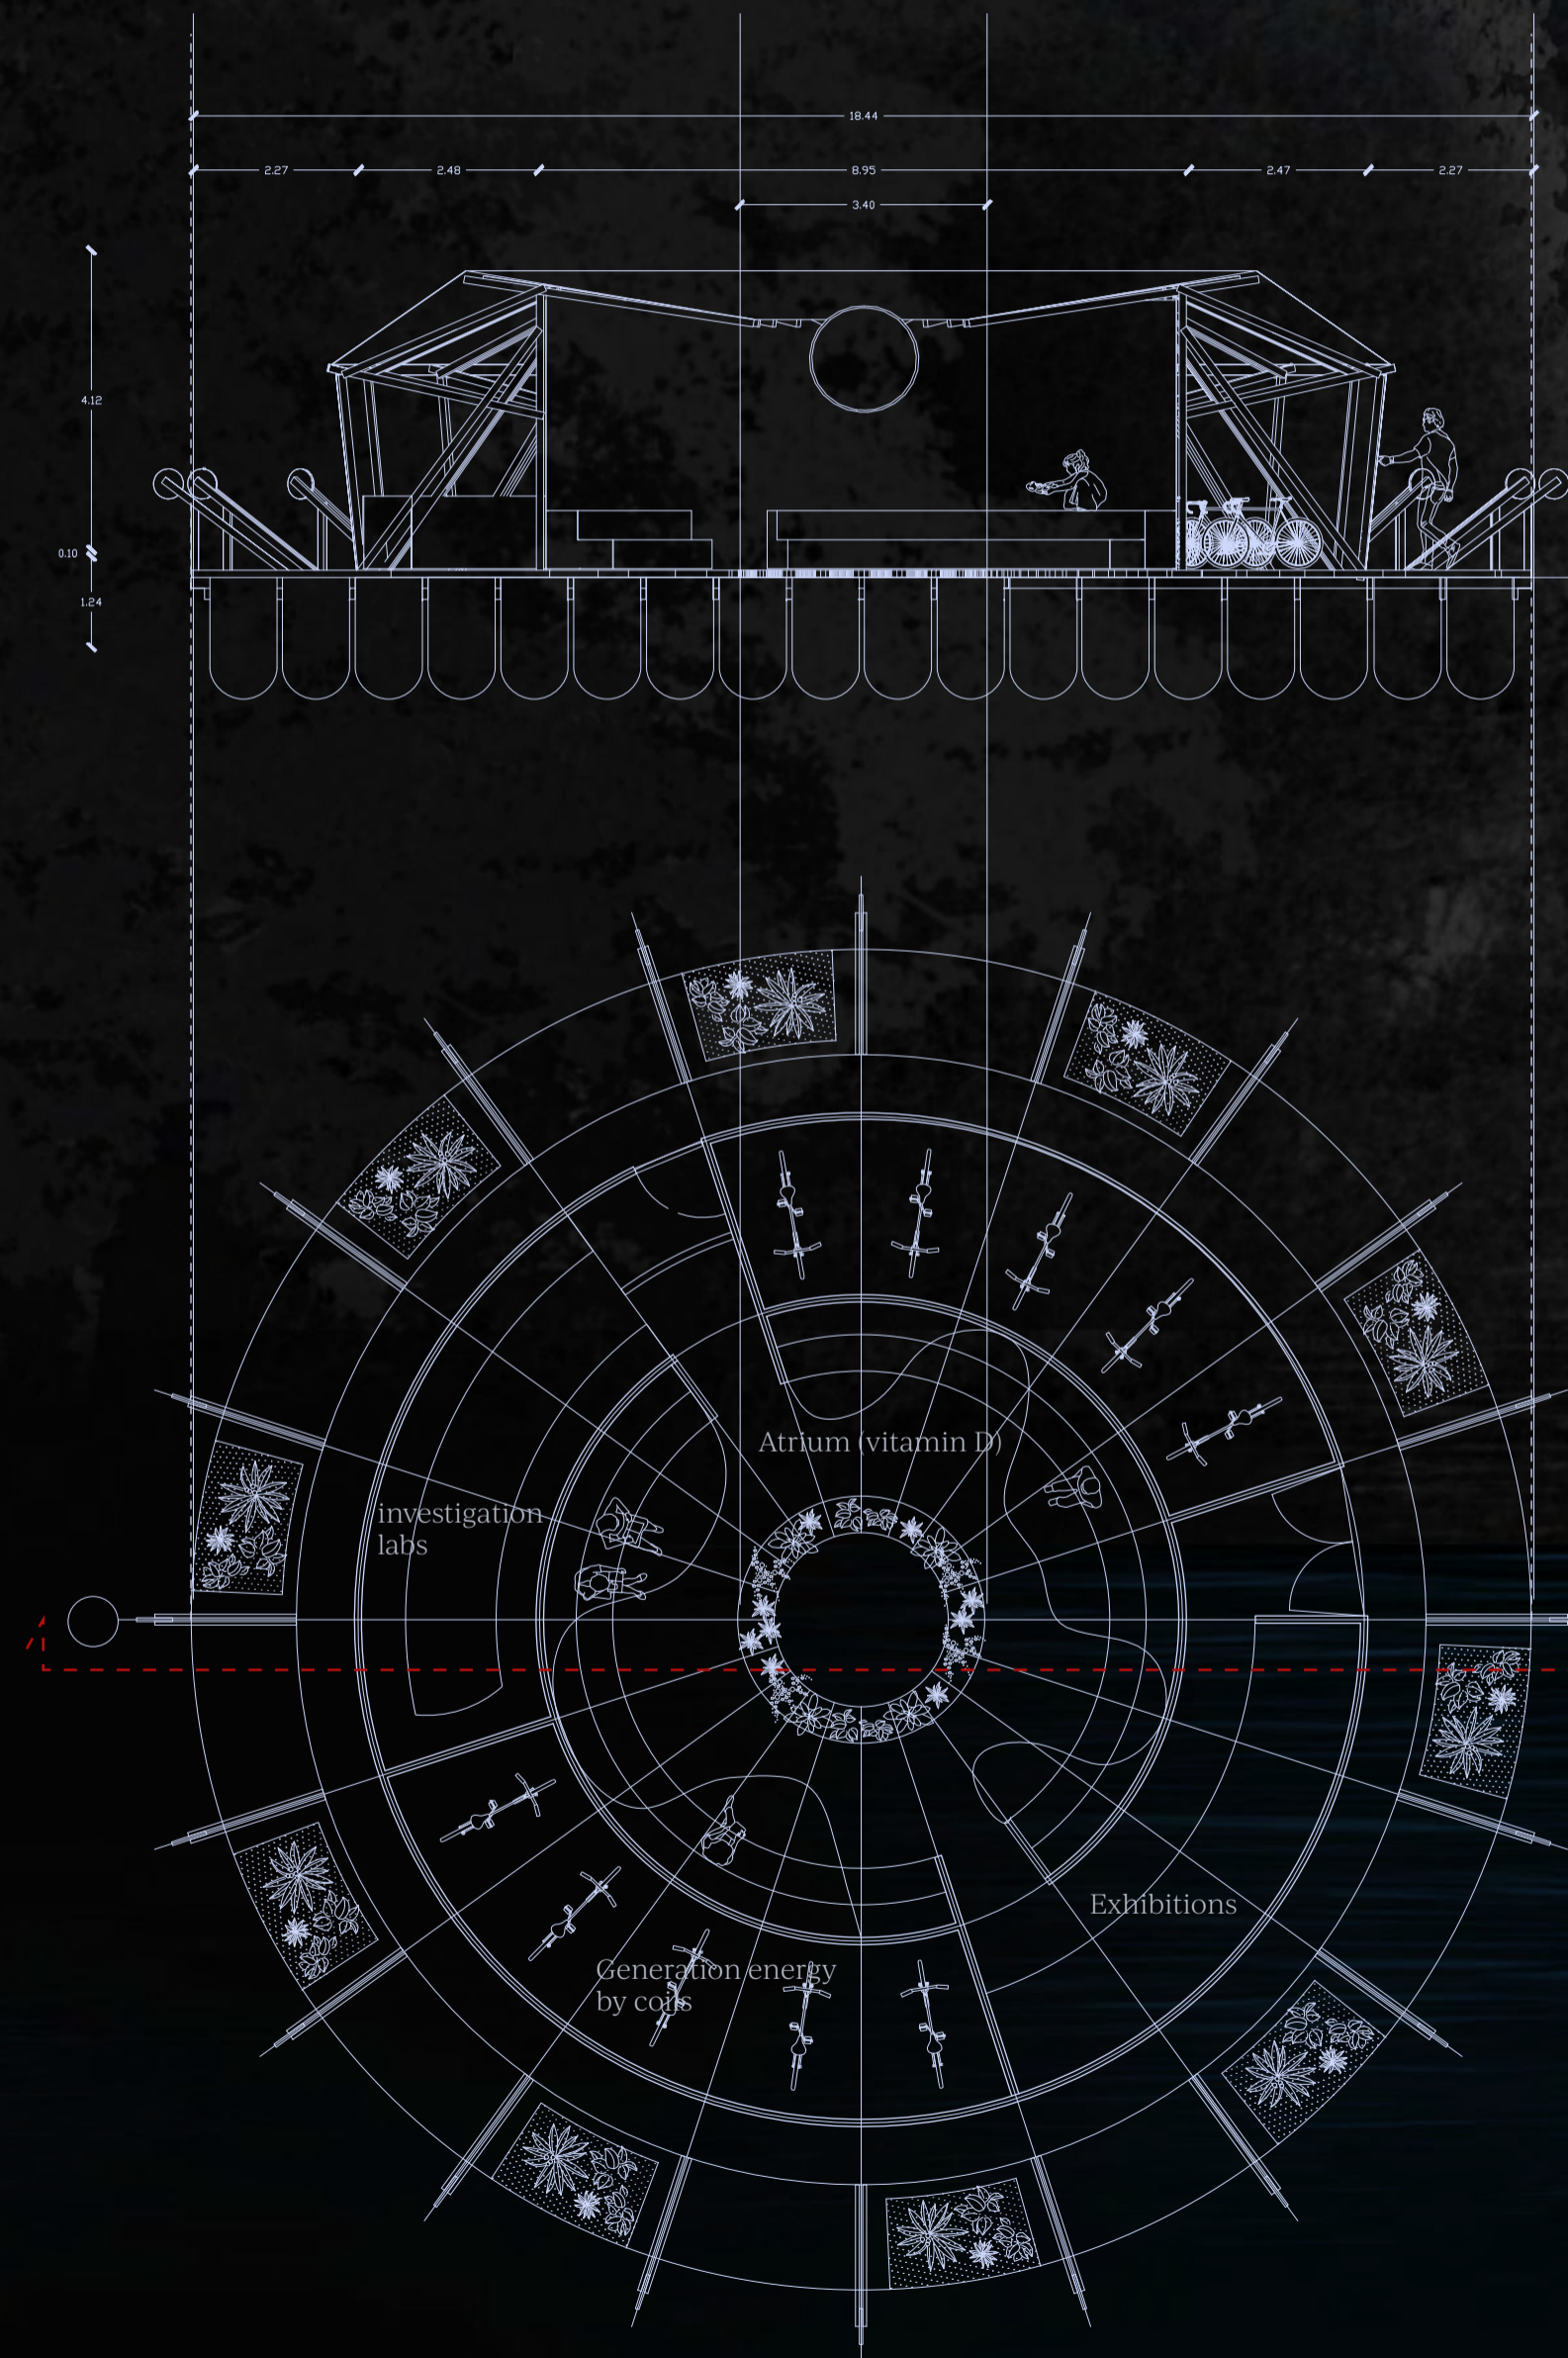 18.44
2.27 2.48 8.95 2.47 2.27
3.40
4.12
0.10
1.24
Atrium (vitamin D)
investigation
labs
Exhibitions
Generation energy
by coils